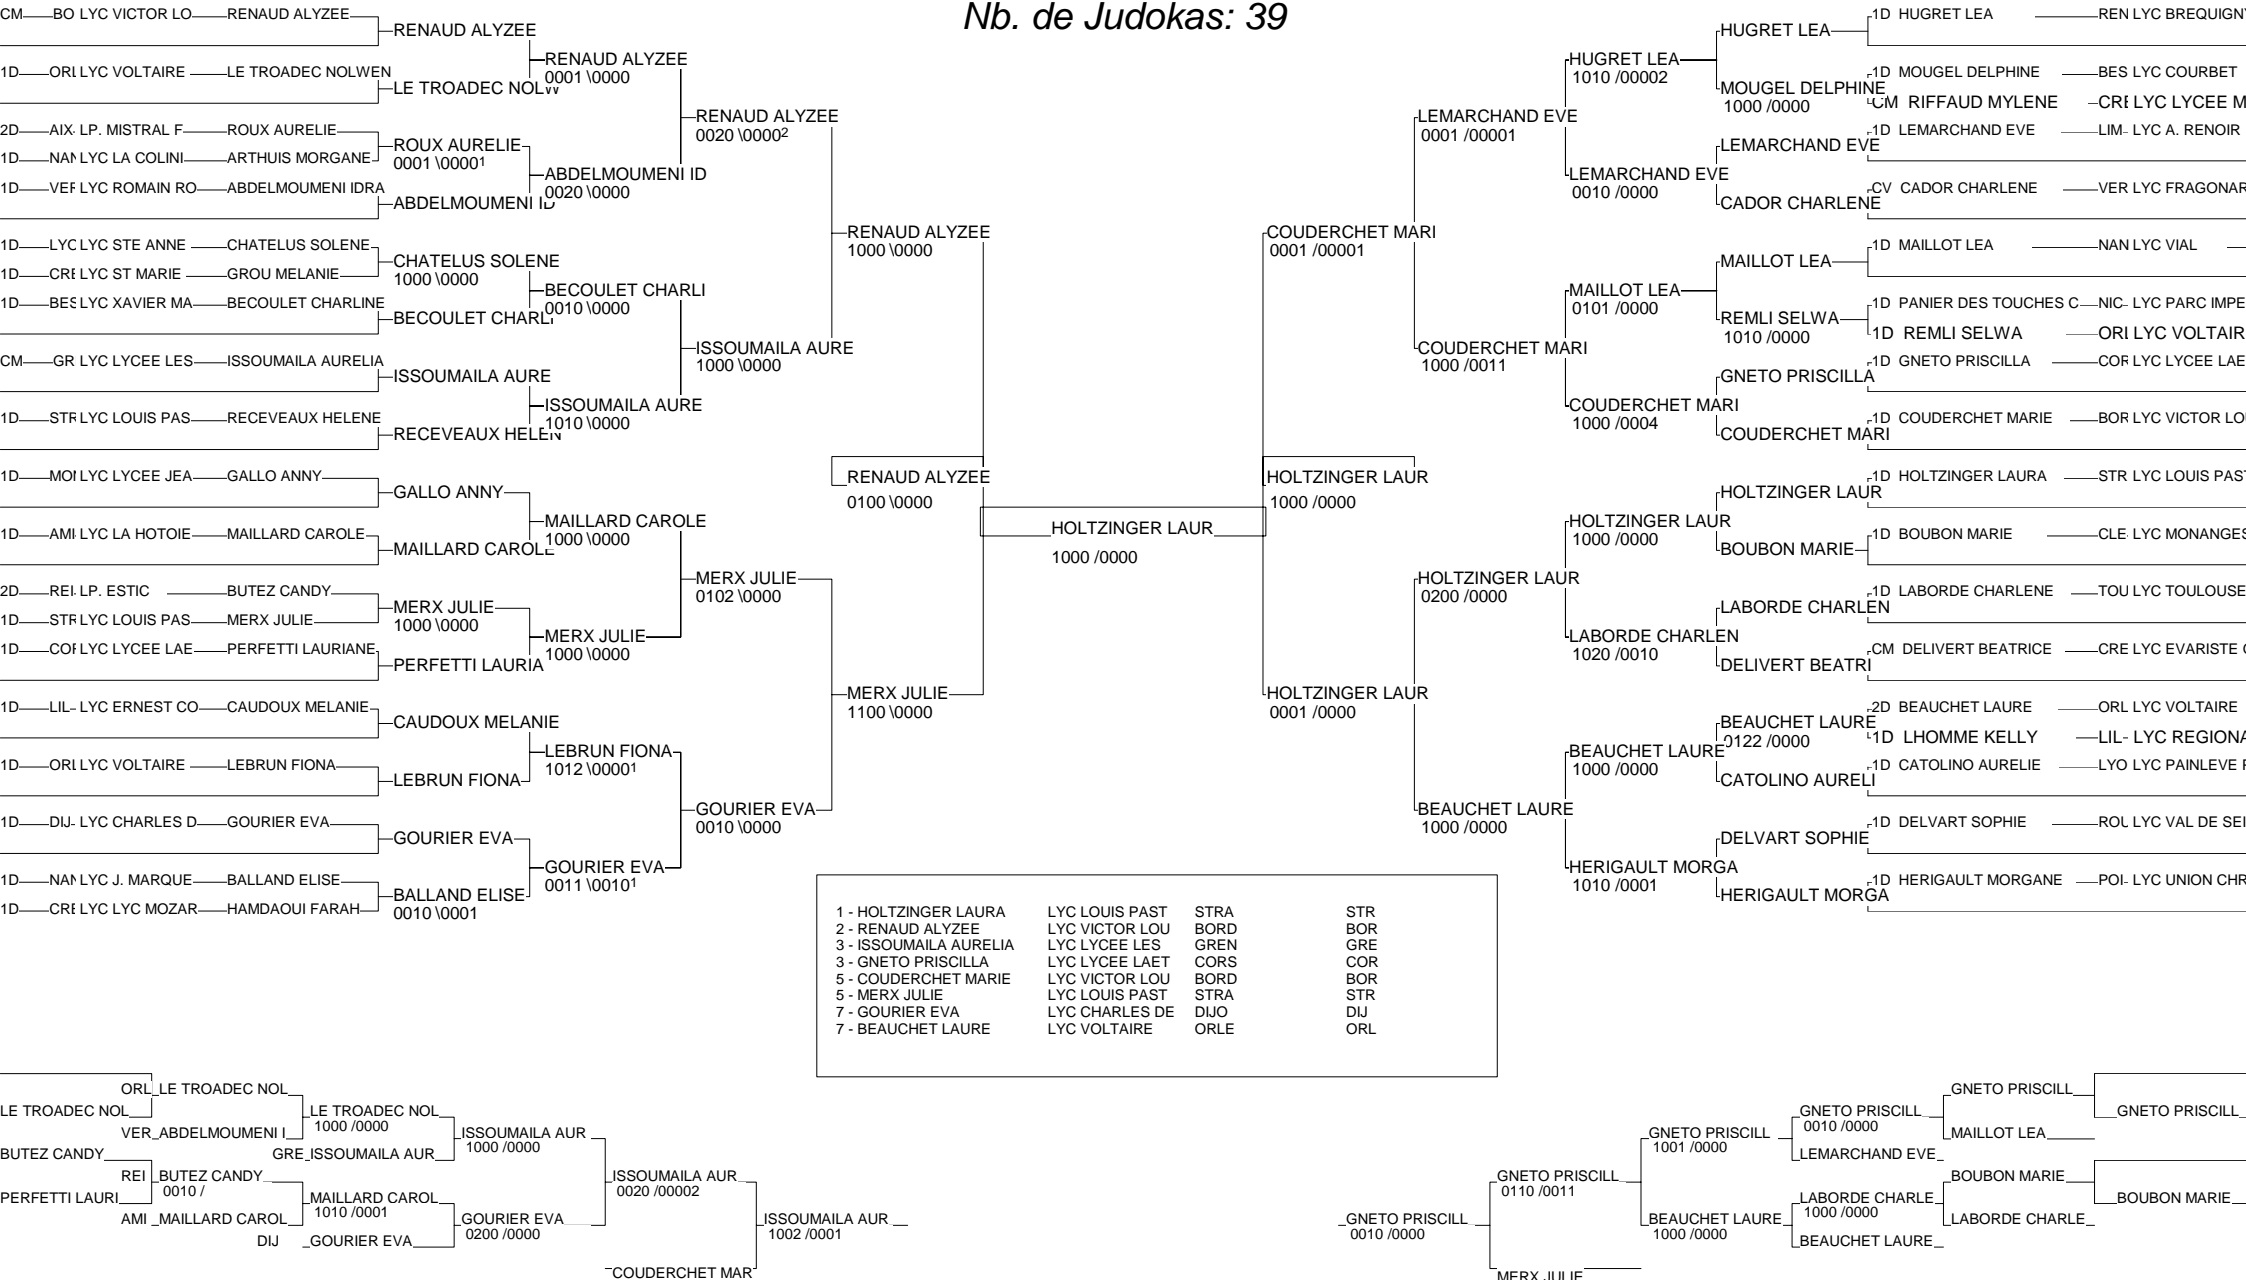 Nb. de Judokas: 39
CM BO LYC VICTOR LO RENAUD ALYZEE
1D ORL LYC VOLTAIRE LE TROADEC NOLWEN
2D AIX LP. MISTRAL F ROUX AURELIE
1D NAN LYC LA COLINI ARTHUIS MORGANE
1D VER LYC ROMAIN RO ABDELMOUMENI IDRA
1D LYC LYC STE ANNE CHATELUS SOLENE
1D CRE LYC ST MARIE GROU MELANIE
1D BES LYC XAVIER MA BECOULET CHARLINE
CM GR LYC LYCEE LES ISSOUMAILA AURELIA
1D STR LYC LOUIS PAS RECEVEAUX HELENE
1D MON LYC LYCEE JEA GALLO ANNY
1D AMI LYC LA HOTOIE MAILLARD CAROLE
2D REI LP. ESTIC BUTEZ CANDY
1D STR LYC LOUIS PAS MERX JULIE
1D COR LYC LYCEE LAE PERFETTI LAURIANE
1D LIL- LYC ERNEST CO CAUDOUX MELANIE
1D ORL LYC VOLTAIRE LEBRUN FIONA
1D DIJ- LYC CHARLES D GOURIER EVA
1D NAN LYC J. MARQUE BALLAND ELISE
1D CRE LYC LYC MOZAR HAMDAOUI FARAH
RENAUD ALYZEE
LE TROADEC NOLW
ROUX AURELIE
0001 \0000¹
ABDELMOUMENI ID
CHATELUS SOLENE
1000 \0000
BECOULET CHARLI
ISSOUMAILA AURE
RECEVEAUX HELEN
GALLO ANNY
MAILLARD CAROLE
MERX JULIE
1000 \0000
PERFETTI LAURIA
CAUDOUX MELANIE
LEBRUN FIONA
GOURIER EVA
BALLAND ELISE
0010 \0001
RENAUD ALYZEE
0001 \0000
ABDELMOUMENI ID
0020 \0000
BECOULET CHARLI
0010 \0000
ISSOUMAILA AURE
1010 \0000
MAILLARD CAROLE
1000 \0000
MERX JULIE
1000 \0000
LEBRUN FIONA
1012 \0000¹
GOURIER EVA
0011 \0010¹
RENAUD ALYZEE
0020 \0000²
ISSOUMAILA AURE
1000 \0000
MERX JULIE
0102 \0000
GOURIER EVA
0010 \0000
RENAUD ALYZEE
1000 \0000
RENAUD ALYZEE
0100 \0000
MERX JULIE
1100 \0000
HOLTZINGER LAUR
1000 /0000
COUDERCHET MARI
0001 /00001
HOLTZINGER LAUR
1000 /0000
HOLTZINGER LAUR
0001 /0000
LEMARCHAND EVE
0001 /00001
COUDERCHET MARI
1000 /0011
HOLTZINGER LAUR
0200 /0000
BEAUCHET LAURE
1000 /0000
HUGRET LEA
1010 /00002
LEMARCHAND EVE
0010 /0000
MAILLOT LEA
0101 /0000
COUDERCHET MARI
1000 /0004
HOLTZINGER LAUR
1000 /0000
LABORDE CHARLEN
1020 /0010
BEAUCHET LAURE
1000 /0000
HERIGAULT MORGA
1010 /0001
HUGRET LEA
MOUGEL DELPHINE
1000 /0000
LEMARCHAND EVE
CADOR CHARLENE
MAILLOT LEA
REMLI SELWA
1010 /0000
GNETO PRISCILLA
COUDERCHET MARI
HOLTZINGER LAUR
BOUBON MARIE
LABORDE CHARLEN
DELIVERT BEATRI
BEAUCHET LAURE
0122 /0000
CATOLINO AURELI
DELVART SOPHIE
HERIGAULT MORGA
1D HUGRET LEA REN LYC BREQUIGNY
1D MOUGEL DELPHINE BES LYC COURBET
CM RIFFAUD MYLENE CRE LYC LYCEE M
1D LEMARCHAND EVE LIM- LYC A. RENOIR
CV CADOR CHARLENE VER LYC FRAGONAR
1D MAILLOT LEA NAN LYC VIAL
1D PANIER DES TOUCHES C NIC- LYC PARC IMPE
1D REMLI SELWA ORL LYC VOLTAIR
1D GNETO PRISCILLA COR LYC LYCEE LAE
1D COUDERCHET MARIE BOR LYC VICTOR LOU
1D HOLTZINGER LAURA STR LYC LOUIS PAST
1D BOUBON MARIE CLE LYC MONANGES
1D LABORDE CHARLENE TOU LYC TOULOUSE
CM DELIVERT BEATRICE CRE LYC EVARISTE
2D BEAUCHET LAURE ORL LYC VOLTAIRE
1D LHOMME KELLY LIL- LYC REGIONA
1D CATOLINO AURELIE LYO LYC PAINLEVE
1D DELVART SOPHIE ROU LYC VAL DE SEI
1D HERIGAULT MORGANE POI- LYC UNION CHR
1 - HOLTZINGER LAURA LYC LOUIS PAST STRA STR
2 - RENAUD ALYZEE LYC VICTOR LOU BORD BOR
3 - ISSOUMAILA AURELIA LYC LYCEE LES GREN GRE
3 - GNETO PRISCILLA LYC LYCEE LAET CORS COR
5 - COUDERCHET MARIE LYC VICTOR LOU BORD BOR
5 - MERX JULIE LYC LOUIS PAST STRA STR
7 - GOURIER EVA LYC CHARLES DE DIJO DIJ
7 - BEAUCHET LAURE LYC VOLTAIRE ORLE ORL
LE TROADEC NOL
BUTEZ CANDY
PERFETTI LAURI
ORL LE TROADEC NOL
VER ABDELMOUMENI I
REI BUTEZ CANDY
0010 /
AMI MAILLARD CAROL
LE TROADEC NOL
1000 /0000
GRE ISSOUMAILA AUR
MAILLARD CAROL
1010 /0001
DIJ GOURIER EVA
ISSOUMAILA AUR
1000 /0000
GOURIER EVA
0200 /0000
ISSOUMAILA AUR
0020 /00002
COUDERCHET MAR
ISSOUMAILA AUR
1002 /0001
GNETO PRISCILL
0010 /0000
GNETO PRISCILL
0110 /0011
MERX JULIE
GNETO PRISCILL
1001 /0000
BEAUCHET LAURE
1000 /0000
GNETO PRISCILL
0010 /0000
LEMARCHAND EVE
LABORDE CHARLE
1000 /0000
BEAUCHET LAURE
GNETO PRISCILL
MAILLOT LEA
BOUBON MARIE
LABORDE CHARLE
GNETO PRISCILL
BOUBON MARIE